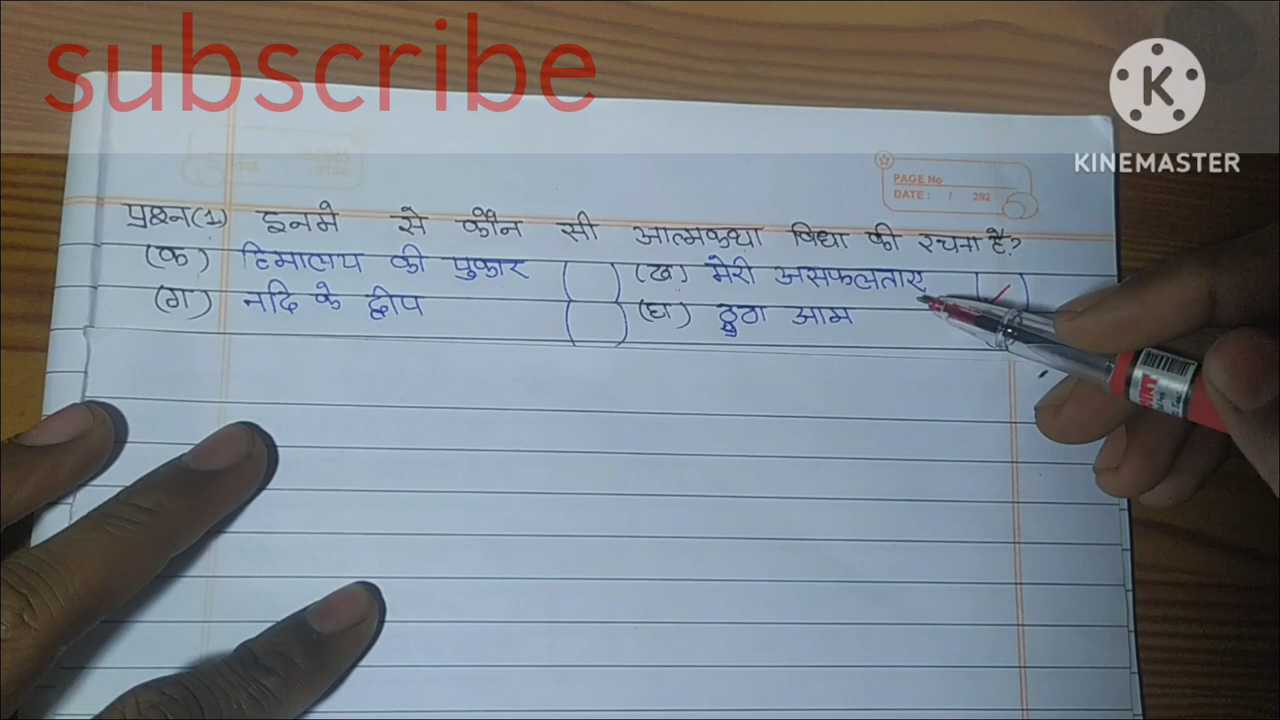 subscribe
KINEMASTER
PAGE No
DATE : / 202
प्रश्न(1) इनमे से कौन सी आत्मकथा विधा की रचना है?
(क) हिमालय की पुकार ( ) (ख) मेरी असफलताए ( )
(ग) नदि के द्वीप ( ) (घ) ठुठा आम